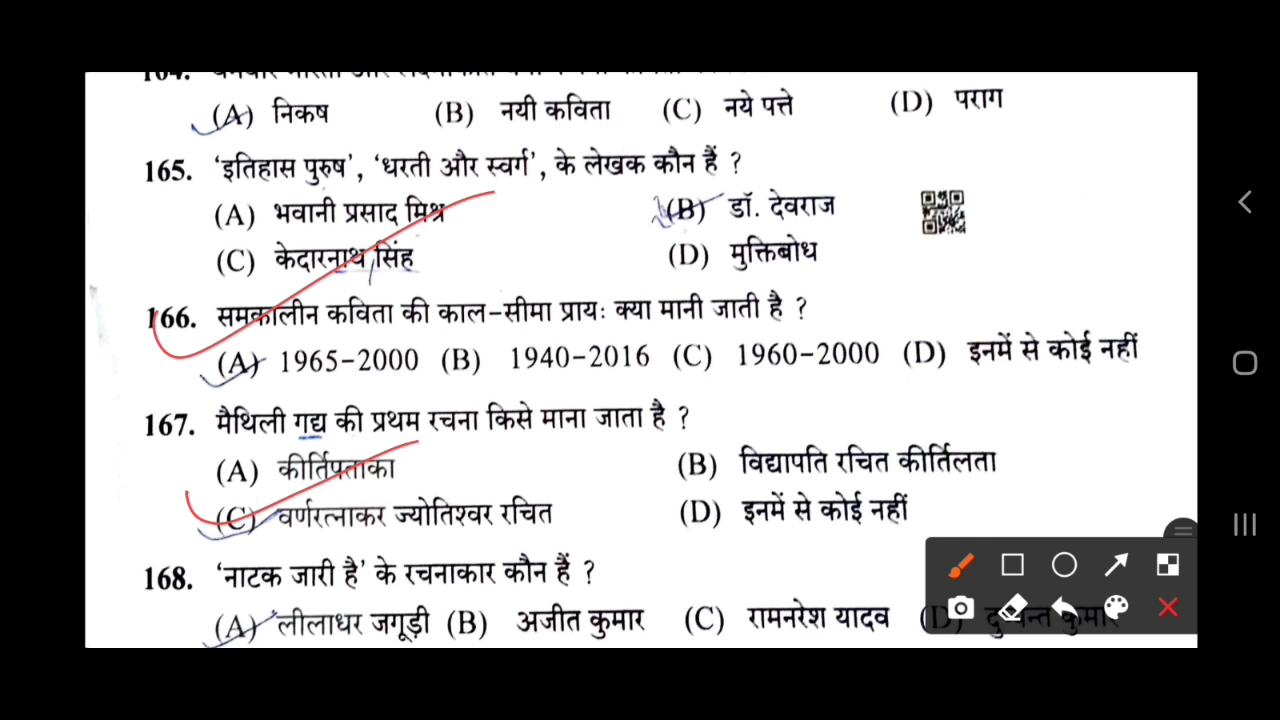 (A) निकष (B) नयी कविता (C) नये पत्ते (D) पराग
165. ‘इतिहास पुरुष’, ‘धरती और स्वर्ग’, के लेखक कौन हैं ?
(A) भवानी प्रसाद मिश्र (B) डॉ. देवराज
(C) केदारनाथ सिंह (D) मुक्तिबोध
166. समकालीन कविता की काल-सीमा प्रायः क्या मानी जाती है ?
(A) 1965-2000 (B) 1940-2016 (C) 1960-2000 (D) इनमें से कोई नहीं
167. मैथिली गद्य की प्रथम रचना किसे माना जाता है ?
(A) कीर्तिपताका (B) विद्यापति रचित कीर्तिलता
(C) वर्णरत्नाकर ज्योतिश्वर रचित (D) इनमें से कोई नहीं
168. ‘नाटक जारी है’ के रचनाकार कौन हैं ?
(A) लीलाधर जगूड़ी (B) अजीत कुमार (C) रामनरेश यादव (D) दुष्यन्त कुमार